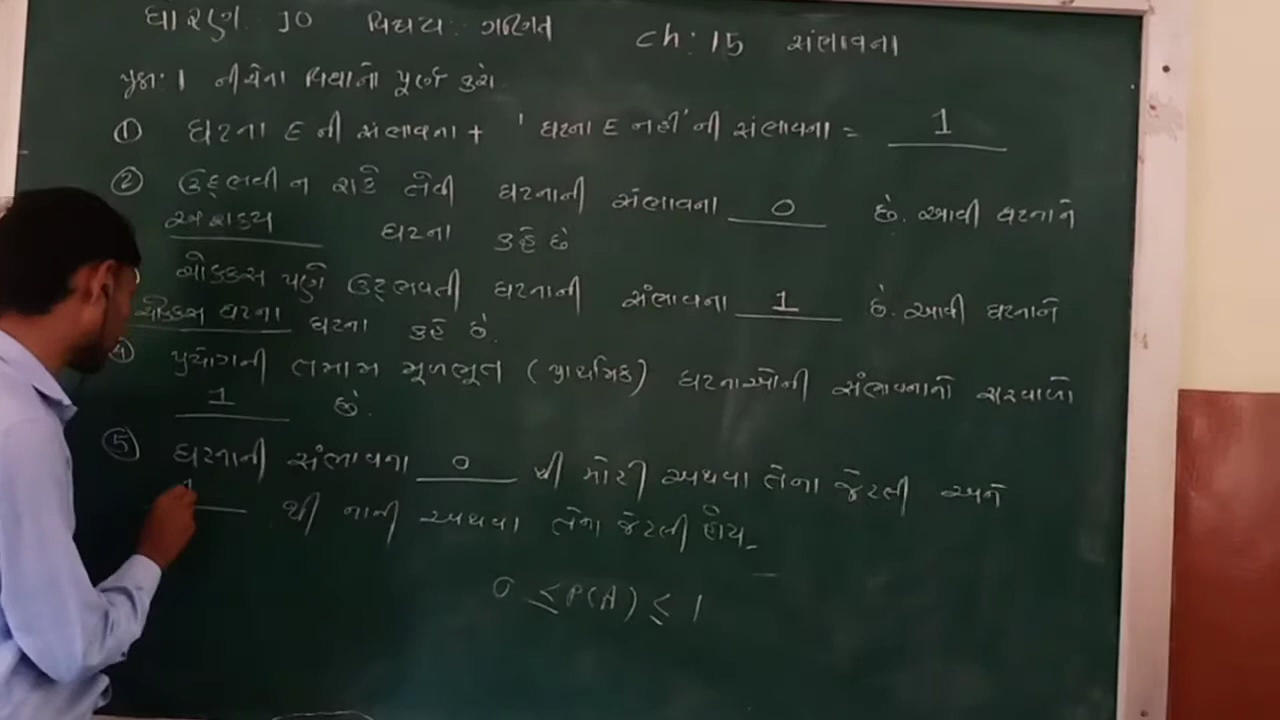 ધોરણ: 10 વિષય: ગણિત ch: 15 સંભાવના
પ્રશ્ન: 1 નીચેના વિધાનો પૂર્ણ કરો.
① ઘટના E ની સંભાવના + 'ઘટના E નહીં' ની સંભાવના = 1
② ઉદ્દભવી ન શકે તેવી ઘટનાની સંભાવના 0 છે. આવી ઘટનાને
અશક્ય ઘટના કહે છે
ચોક્કસ પણે ઉદ્દભવતી ઘટનાની સંભાવના 1 છે. આવી ઘટનાને
ચોક્કસ ઘટના ઘટના કહે છે.
④ પ્રયોગની તમામ મૂળભૂત (પ્રાથમિક) ઘટનાઓની સંભાવનાનો સરવાળો
1 છે.
⑤ ઘટનાની સંભાવના 0 થી મોટી અથવા તેના જેટલી અને
1 થી નાની અથવા તેના જેટલી હોય.
0 ≤ P(A) ≤ 1